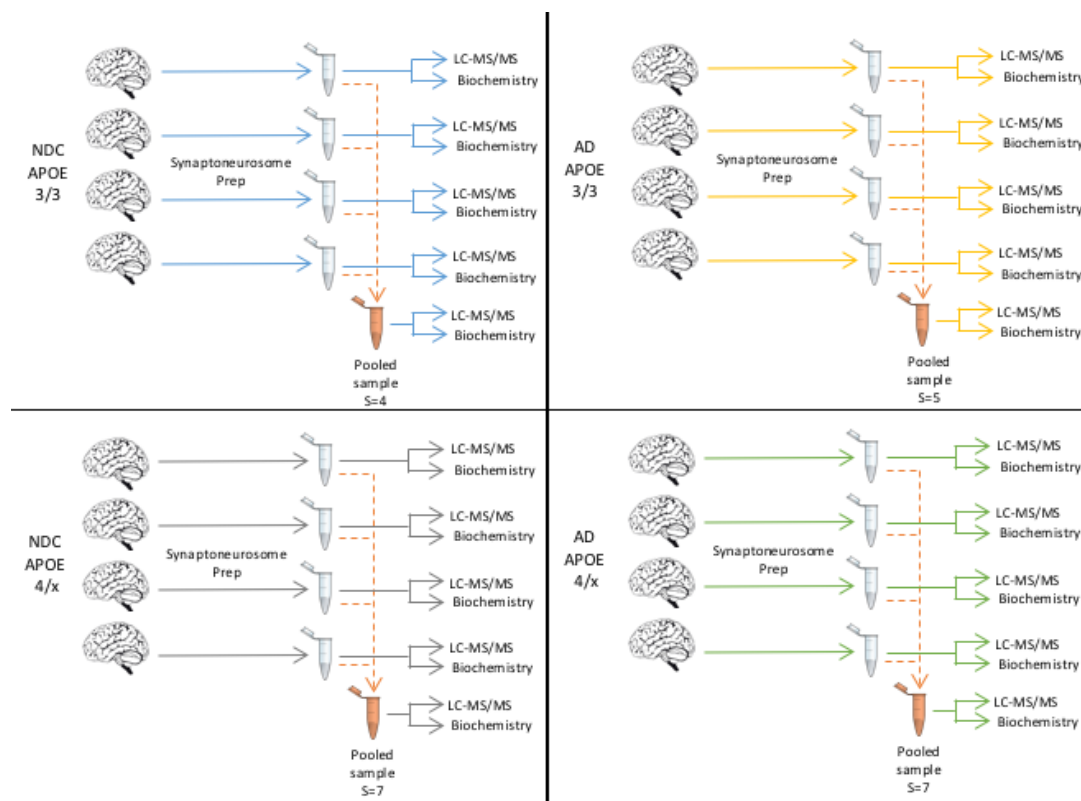 LC-MS/MS
Biochemistry
LC-MS/MS
Biochemistry
NDC
APOE
3/3
Synaptoneurosome
Prep
LC-MS/MS
Biochemistry
LC-MS/MS
Biochemistry
LC-MS/MS
Biochemistry
Pooled
sample
S=4
LC-MS/MS
Biochemistry
LC-MS/MS
Biochemistry
AD
APOE
3/3
Synaptoneurosome
Prep
LC-MS/MS
Biochemistry
LC-MS/MS
Biochemistry
LC-MS/MS
Biochemistry
Pooled
sample
S=5
LC-MS/MS
Biochemistry
LC-MS/MS
Biochemistry
NDC
APOE
4/x
Synaptoneurosome
Prep
LC-MS/MS
Biochemistry
LC-MS/MS
Biochemistry
LC-MS/MS
Biochemistry
Pooled
sample
S=7
LC-MS/MS
Biochemistry
LC-MS/MS
Biochemistry
AD
APOE
4/x
Synaptoneurosome
Prep
LC-MS/MS
Biochemistry
LC-MS/MS
Biochemistry
LC-MS/MS
Biochemistry
Pooled
sample
S=7